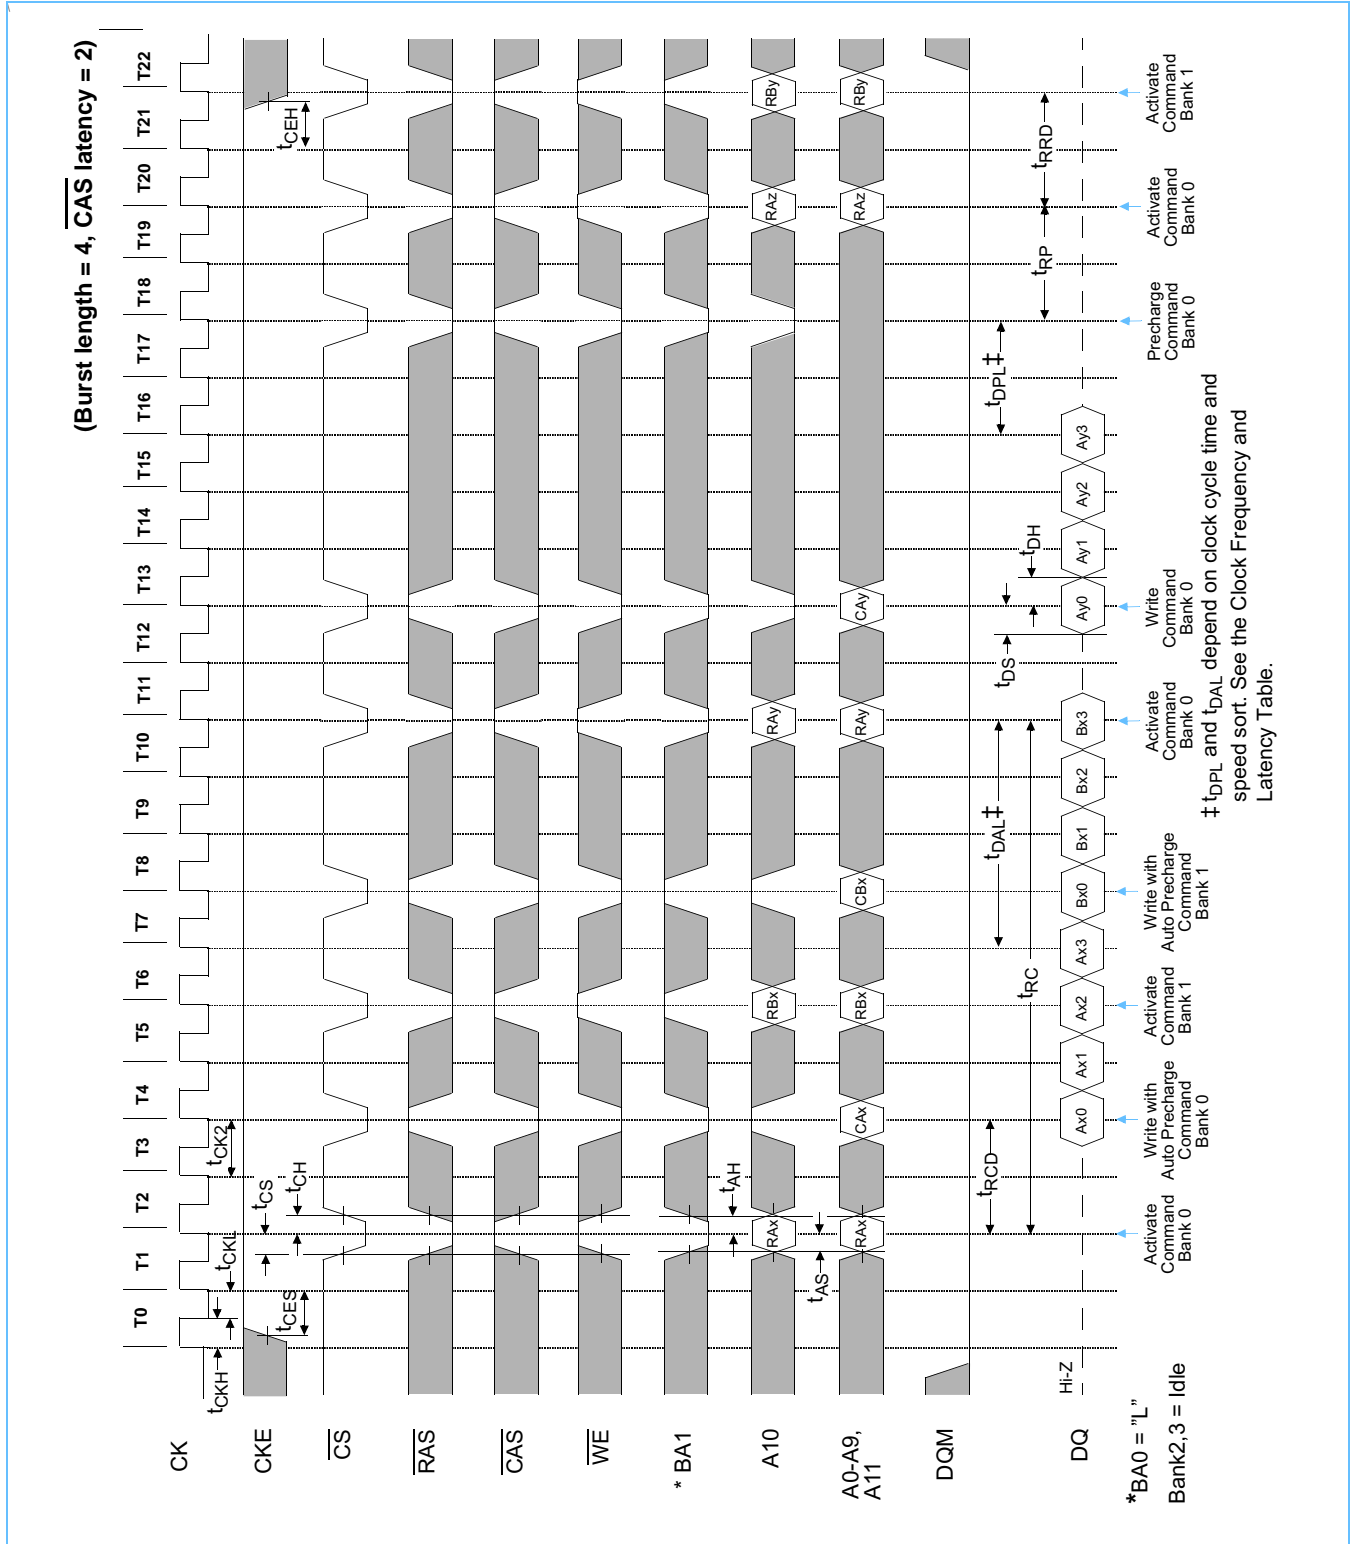 (Burst length = 4, CAS latency = 2)
T0 T1 T2 T3 T4 T5 T6 T7 T8 T9 T10 T11 T12 T13 T14 T15 T16 T17 T18 T19 T20 T21 T22
CK
tCKH
tCKL
tCK2
CKE
tCES
tCS
tCH
tCEH
CS
RAS
CAS
WE
* BA1
tAH
A10
RAx RBx RAy RAz RBy
tAS
A0-A9,
A11
RAx CAx RBx CBx RAy CAy RAz RBy
DQM
tRCD
tDAL‡
tDS
tDPL‡
tRC
tDH
tRP
tRRD
DQ
Hi-Z
Ax0 Ax1 Ax2 Ax3 Bx0 Bx1 Bx2 Bx3 Ay0 Ay1 Ay2 Ay3
Activate
Command
Bank 0
Write with
Auto Precharge
Command
Bank 0
Activate
Command
Bank 1
Write with
Auto Precharge
Command
Bank 1
Activate
Command
Bank 0
Write
Command
Bank 0
Precharge
Command
Bank 0
Activate
Command
Bank 0
Activate
Command
Bank 1
*BA0 = "L"
Bank2,3 = Idle
‡ tDPL and tDAL depend on clock cycle time and
speed sort. See the Clock Frequency and
Latency Table.